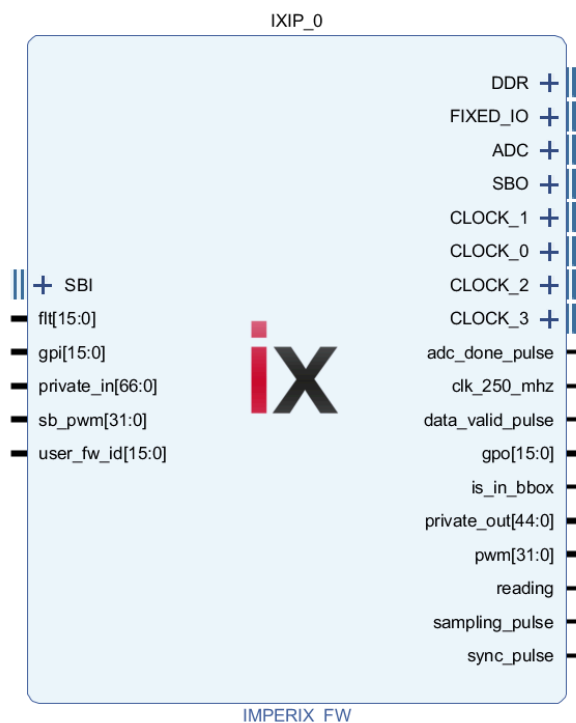 IXIP_0
DDR
FIXED_IO
ADC
SBO
CLOCK_1
CLOCK_0
SBI
CLOCK_2
flt[15:0]
CLOCK_3
gpi[15:0]
adc_done_pulse
private_in[66:0]
clk_250_mhz
sb_pwm[31:0]
data_valid_pulse
user_fw_id[15:0]
gpo[15:0]
is_in_bbox
private_out[44:0]
pwm[31:0]
reading
sampling_pulse
sync_pulse
ix
IMPERIX_FW